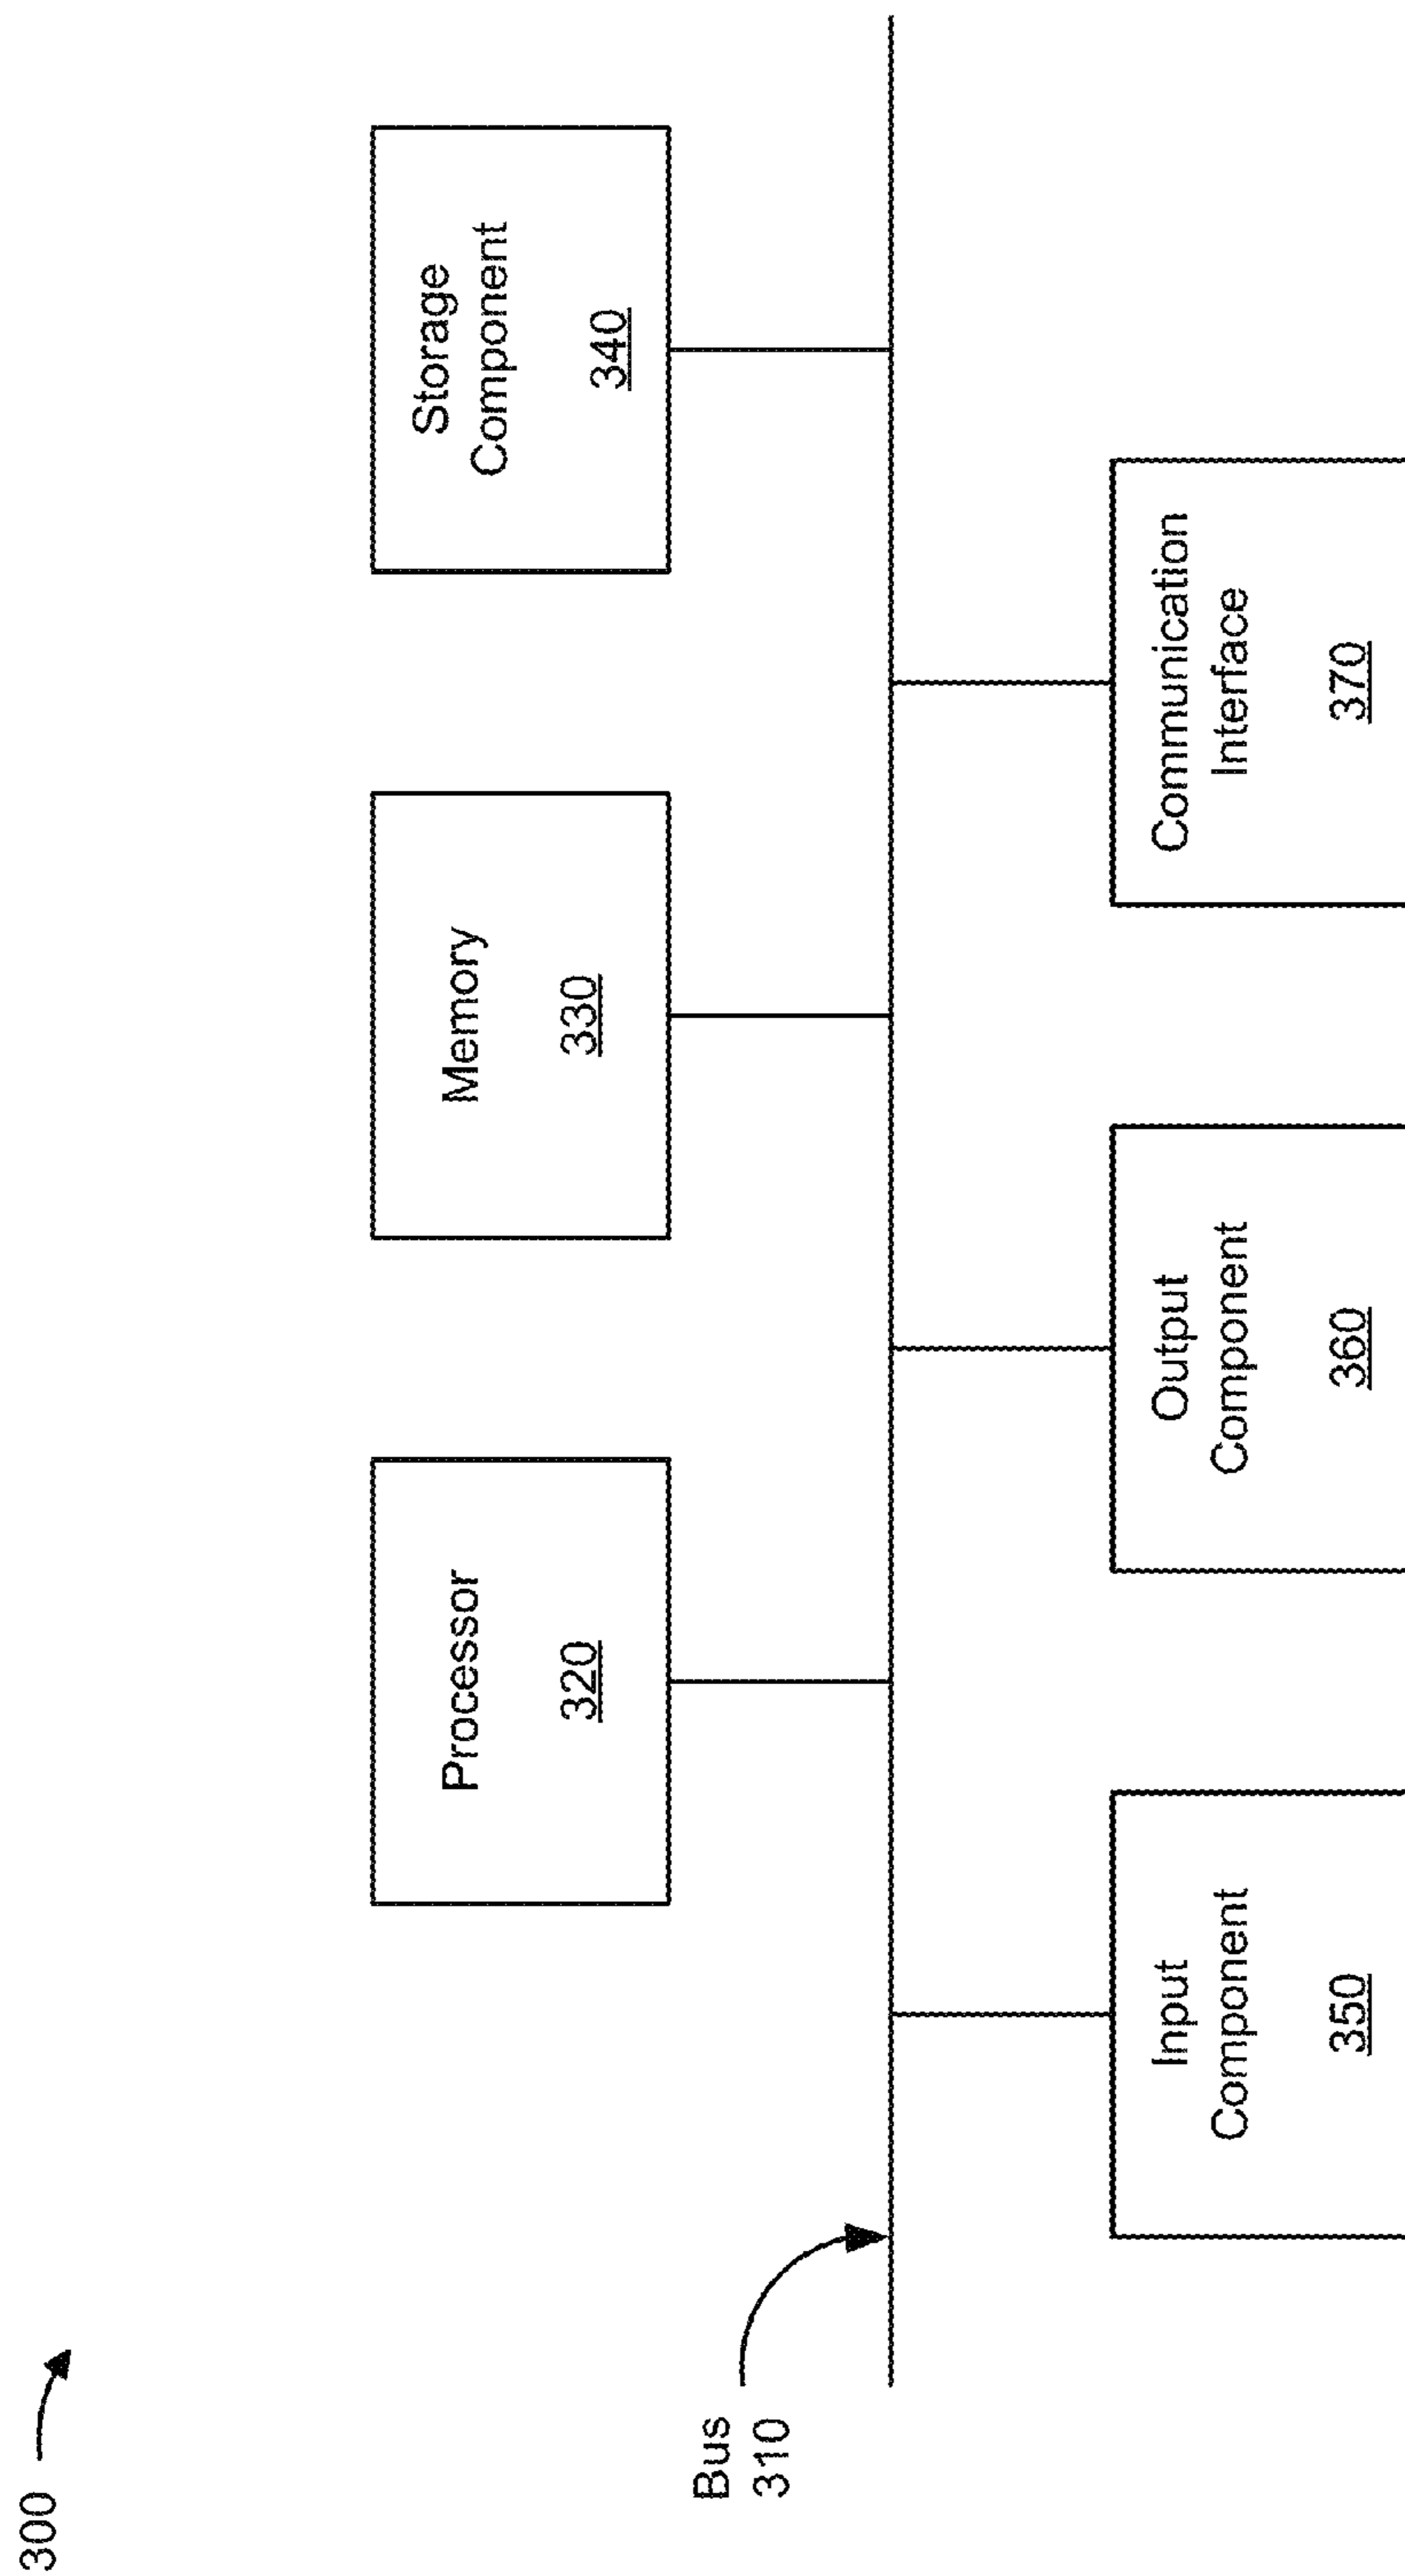 300
Processor
320
Memory
330
Storage
Component
340
Bus
310
Input
Component
350
Output
Component
360
Communication
Interface
370